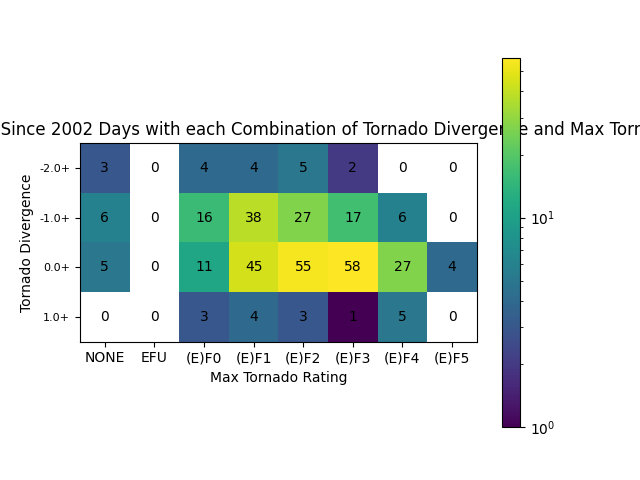 Since 2002 Days with each Combination of Tornado Divergence and Max Torn
Tornado Divergence
-2.0+ 3 0 4 4 5 2 0 0
-1.0+ 6 0 16 38 27 17 6 0
0.0+ 5 0 11 45 55 58 27 4
1.0+ 0 0 3 4 3 1 5 0
NONE EFU (E)F0 (E)F1 (E)F2 (E)F3 (E)F4 (E)F5
Max Tornado Rating
10¹
10⁰